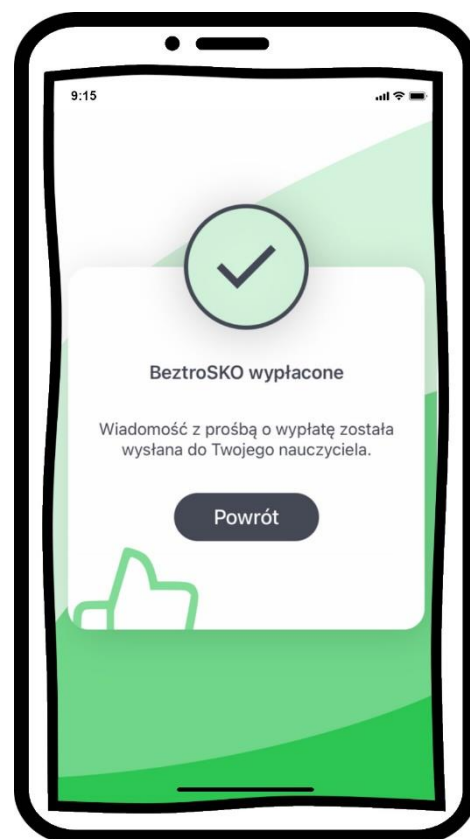 9:15
BeztroSKO wypłacone
Wiadomość z prośbą o wypłatę została
wysłana do Twojego nauczyciela.
Powrót